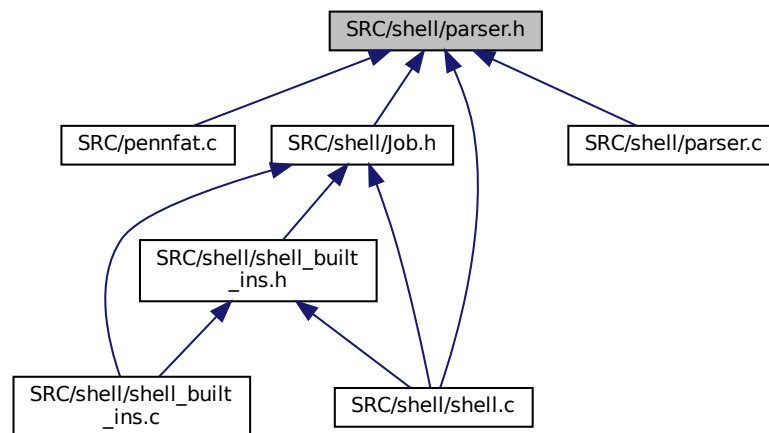 SRC/shell/parser.h
SRC/pennfat.c
SRC/shell/Job.h
SRC/shell/parser.c
SRC/shell/shell_built
_ins.h
SRC/shell/shell_built
_ins.c
SRC/shell/shell.c